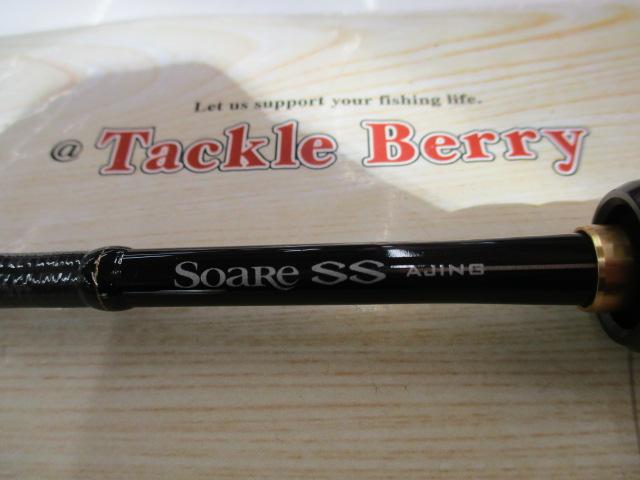 Let us support your fishing life.
@ Tackle Berry
Soare SS AJING